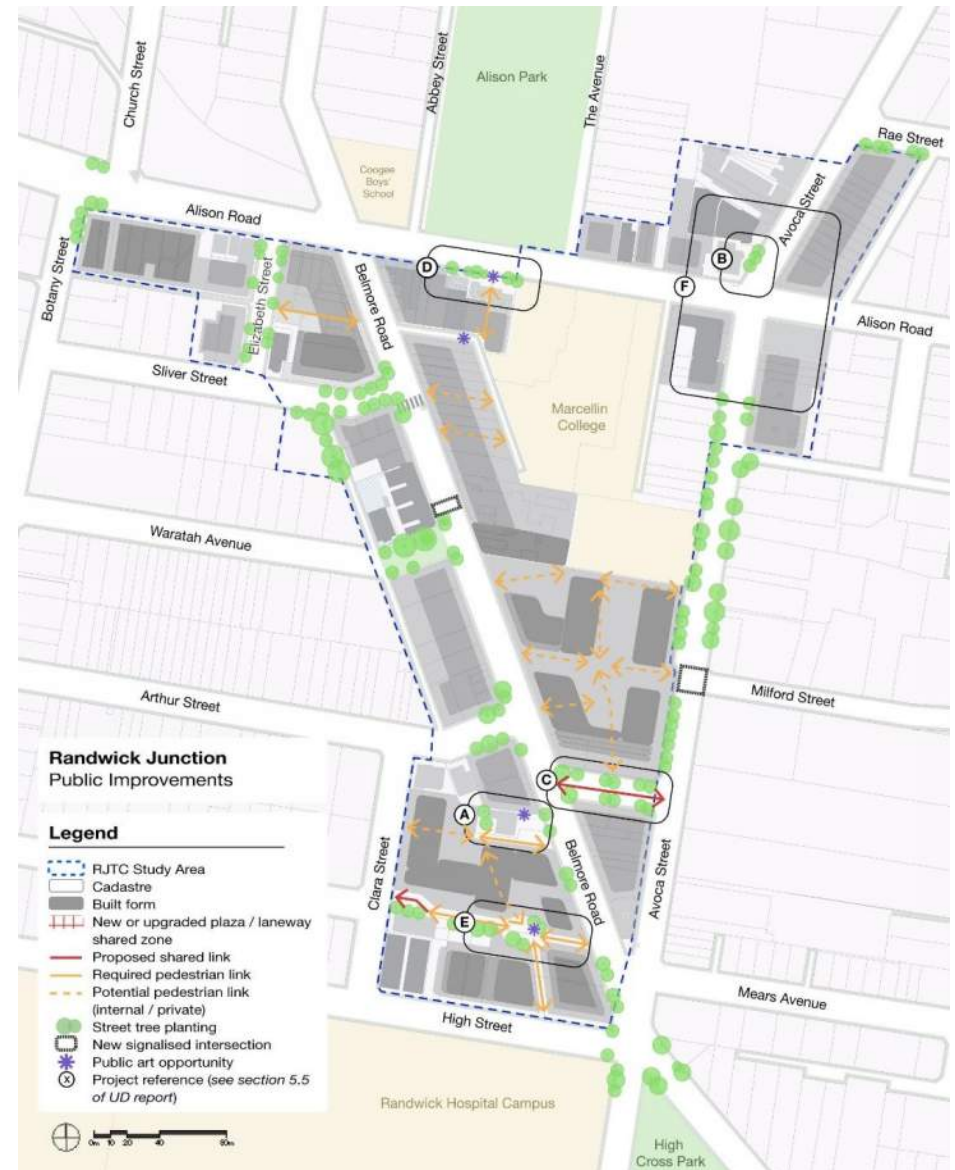 Church Street
Abbey Street
Alison Park
The Avenue
Rae Street
Coogee
Boys'
School
Avoca Street
Alison Road
B
D
F
Botany Street
Elizabeth Street
Belmore Road
Alison Road
Sliver Street
Marcellin
College
Waratah Avenue
Milford Street
Arthur Street
C
A
Clara Street
Belmore Road
Avoca Street
E
Mears Avenue
High Street
Randwick Hospital Campus
High
Cross Park
Randwick Junction
Public Improvements
Legend
RJTC Study Area
Cadastre
Built form
New or upgraded plaza / laneway
shared zone
Proposed shared link
Required pedestrian link
Potential pedestrian link
(internal / private)
Street tree planting
New signalised intersection
Public art opportunity
X Project reference (see section 5.5
of UD report)
0m 10 20 40 80m